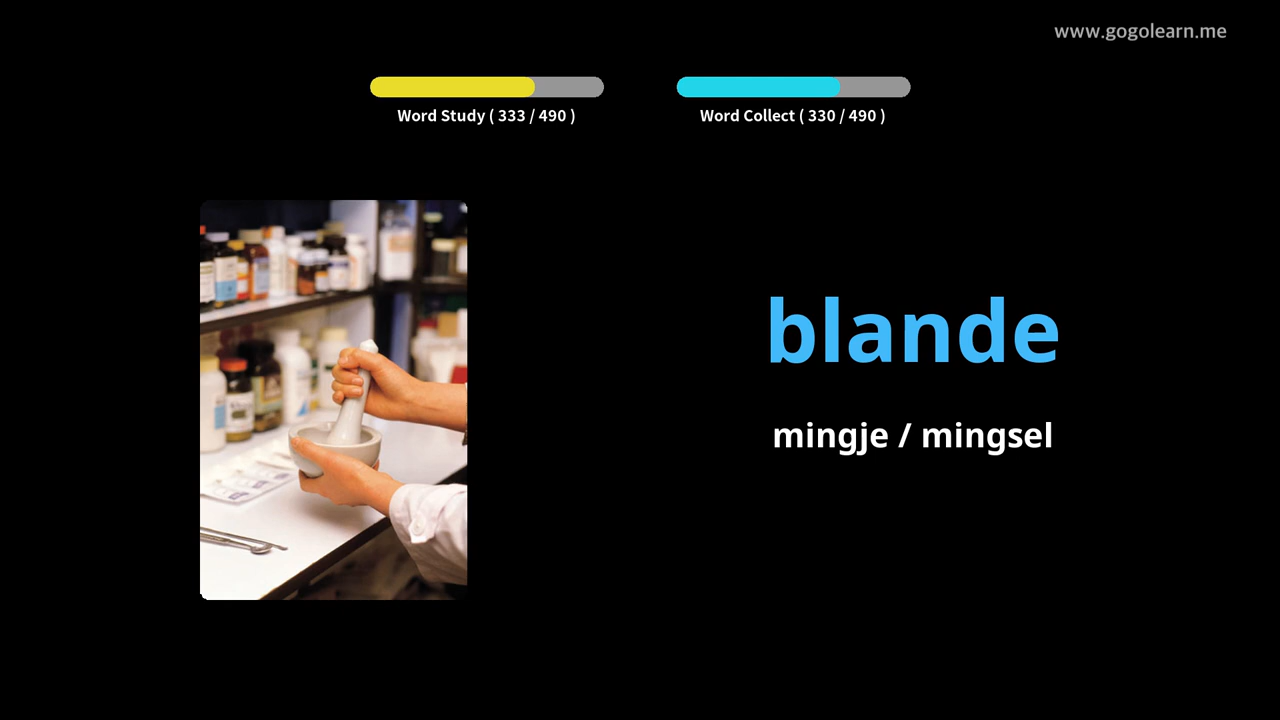 www.gogolearn.me
Word Study ( 333 / 490 )
Word Collect ( 330 / 490 )
blande
mingje / mingsel